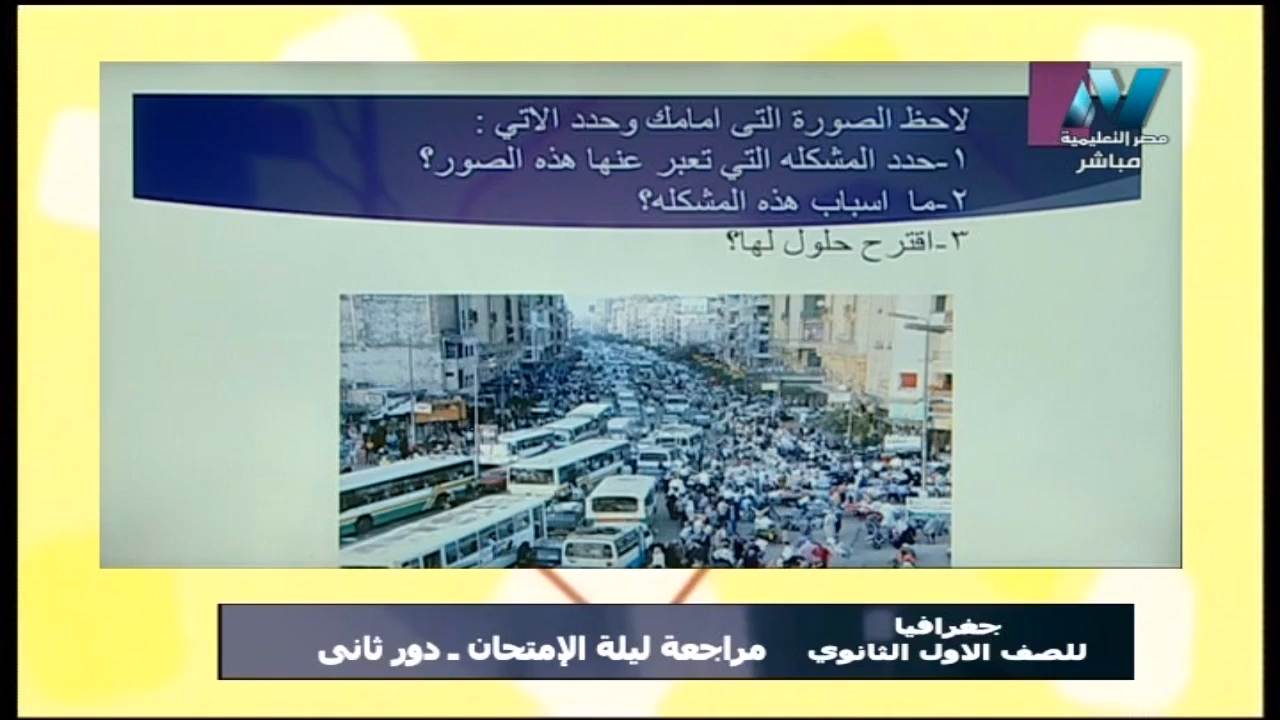 لاحظ الصورة التى امامك وحدد الاتي :
١-حدد المشكله التي تعبر عنها هذه الصور؟
٢-ما اسباب هذه المشكله؟
٣-اقترح حلول لها؟
مصر التعليمية
مباشر
جغرافيا
للصف الاول الثانوي
مراجعة ليلة الإمتحان - دور ثانى